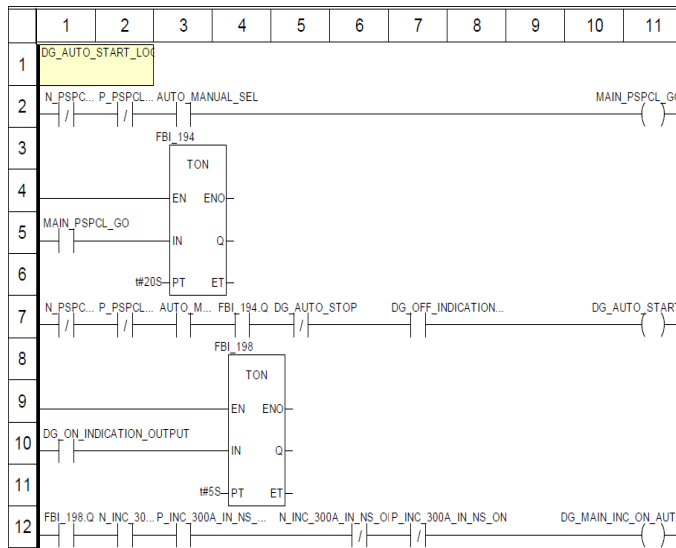 1 2 3 4 5 6 7 8 9 10 11
1
DG_AUTO_START_LOG
2
N_PSPC... P_PSPCL... AUTO_MANUAL_SEL MAIN_PSPCL_GO
/ /
3
FBI_194
TON
4
EN ENO
5
MAIN_PSPCL_GO
IN Q
6
t#20S PT ET
7
N_PSPC... P_PSPCL... AUTO_M... FBI_194.Q DG_AUTO_STOP DG_OFF_INDICATION... DG_AUTO_START
/ / /
8
FBI_198
TON
9
EN ENO
10
DG_ON_INDICATION_OUTPUT
IN Q
11
t#5S PT ET
12
FBI_198.Q N_INC_30... P_INC_300A_IN_NS_... N_INC_300A_IN_NS_O P_INC_300A_IN_NS_ON DG_MAIN_INC_ON_AUT
/ /